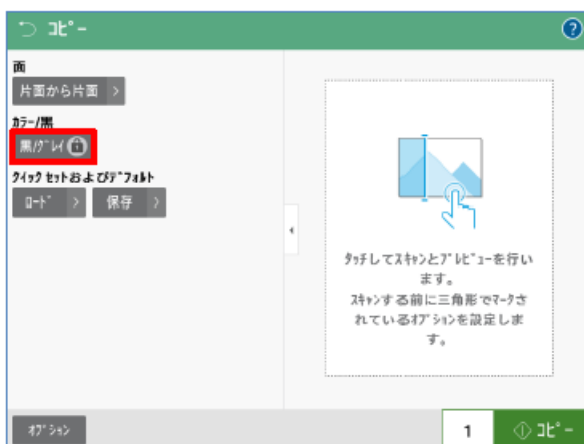 ｺﾋﾟｰ
?
面
片面から片面 >
ｶﾗｰ/黒
黒/ｸﾞﾚｲ
ｸｲｯｸ ｾｯﾄおよびﾃﾞﾌｫﾙﾄ
ﾛｰﾄﾞ >
保存 >
ﾀｯﾁしてｽｷｬﾝとﾌﾟﾚﾋﾞｭｰを行い
ます。
ｽｷｬﾝする前に三角形でﾏｰｸさ
れているｵﾌﾟｼｮﾝを設定しま
す。
ｵﾌﾟｼｮﾝ
1
ｺﾋﾟｰ